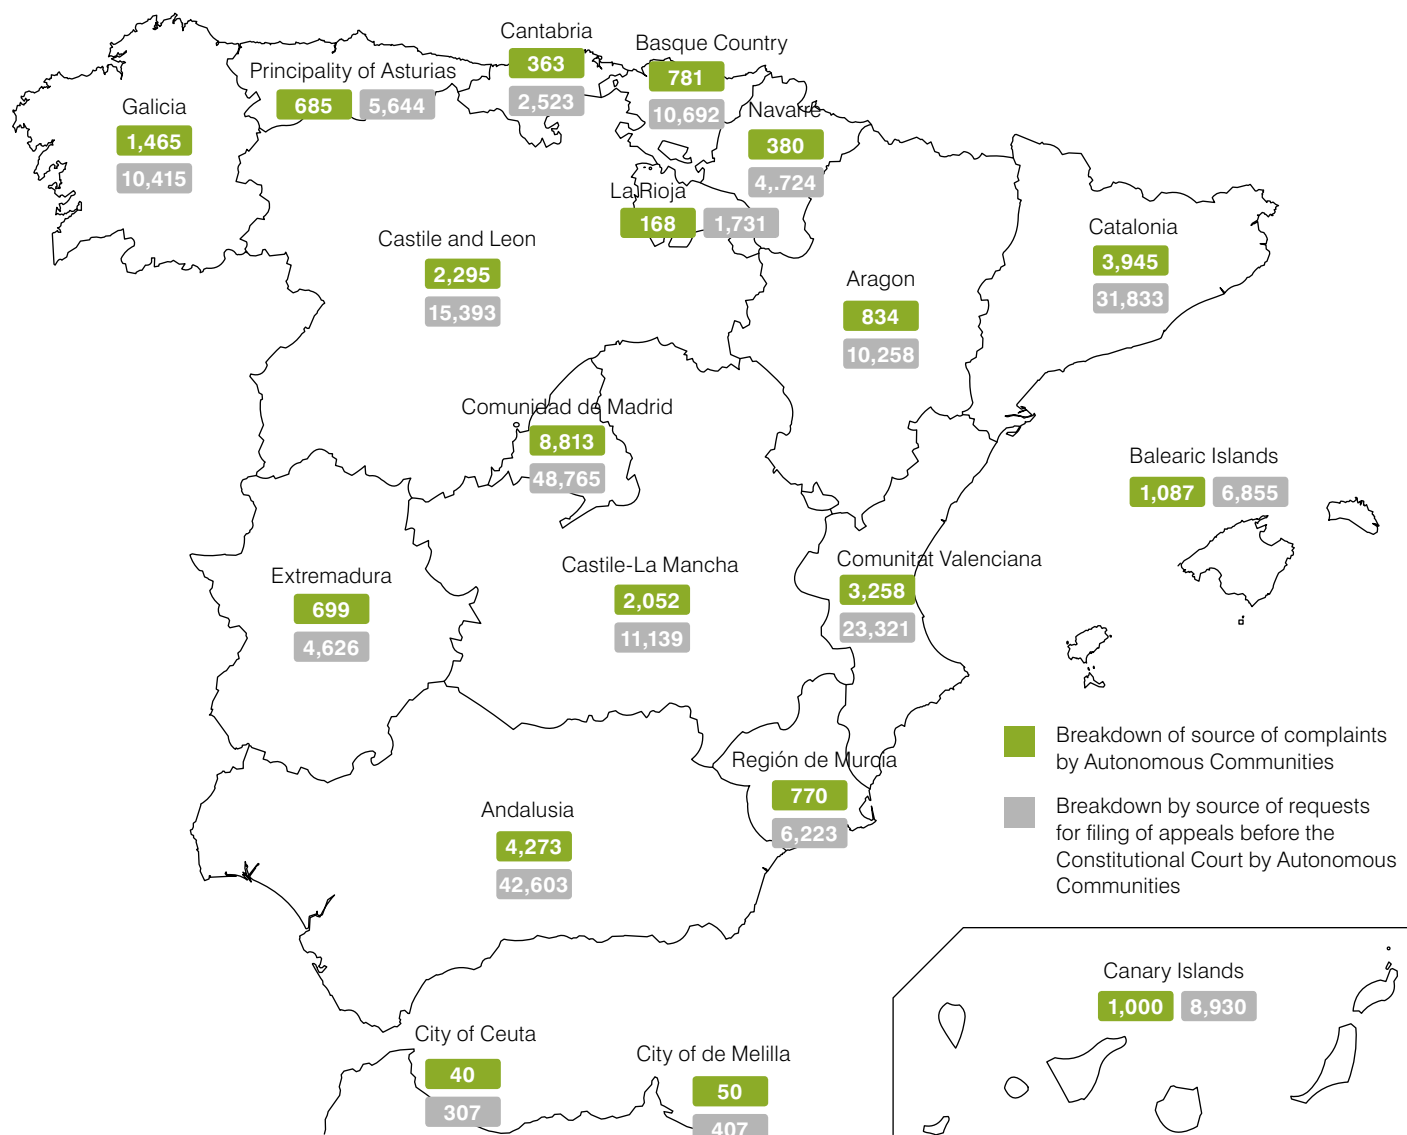 Cantabria
363
2,523
Basque Country
781
10,692
Principality of Asturias
685 5,644
Galicia
1,465
10,415
Navarre
380
4,.724
La Rioja
168 1,731
Castile and Leon
2,295
15,393
Catalonia
3,945
31,833
Aragon
834
10,258
Comunidad de Madrid
8,813
48,765
Balearic Islands
1,087 6,855
Extremadura
699
4,626
Castile-La Mancha
2,052
11,139
Comunitat Valenciana
3,258
23,321
Breakdown of source of complaints
by Autonomous Communities
Breakdown by source of requests
for filing of appeals before the
Constitutional Court by Autonomous
Communities
Región de Murcia
770
6,223
Andalusia
4,273
42,603
Canary Islands
1,000 8,930
City of Ceuta
40
307
City of de Melilla
50
407